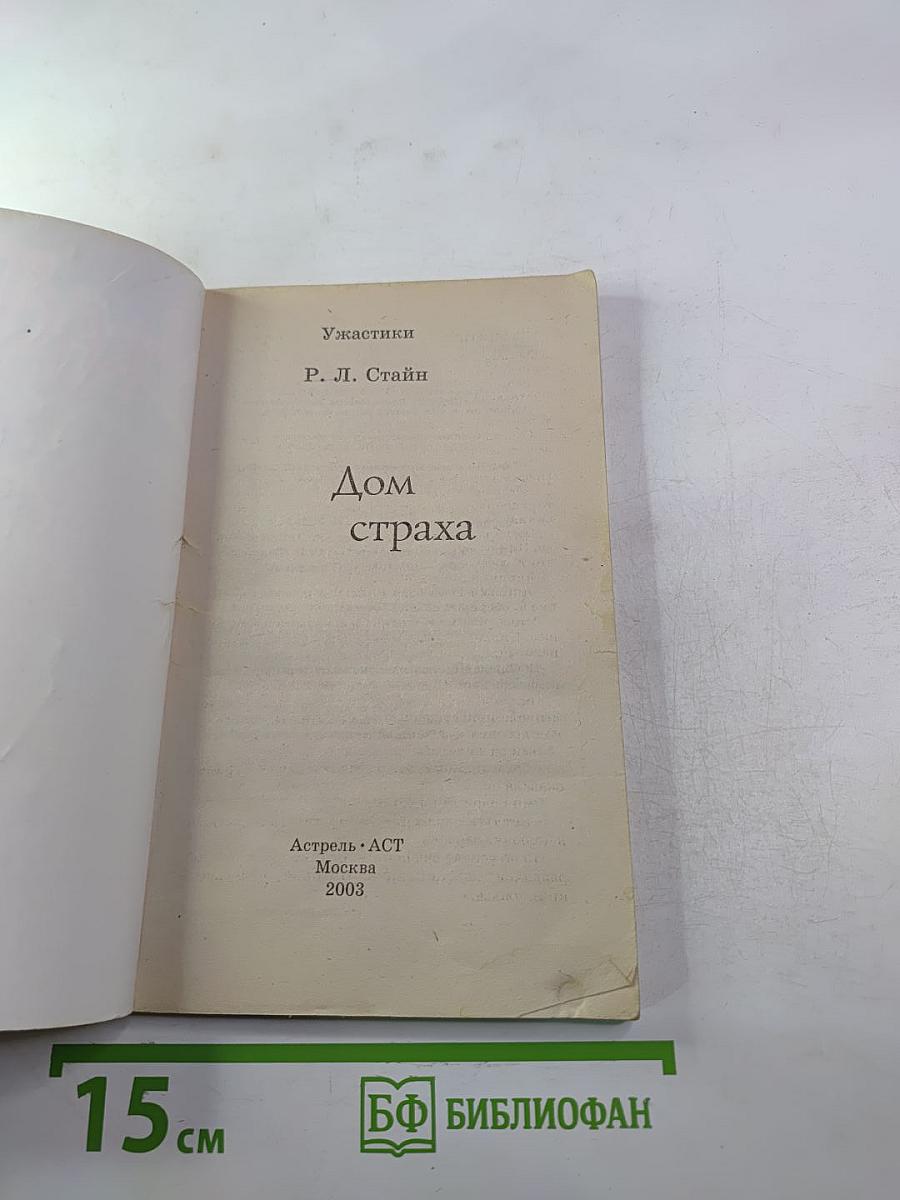 Ужастики
Р. Л. Стайн
Дом
страха
Астрель • АСТ
Москва
2003
15 см
БФ БИБЛИОФАН